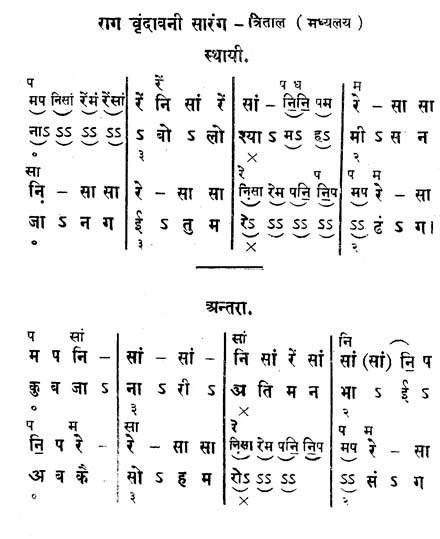 राग वृंदावनी सारंग – त्रिताल ( मध्यलय )
स्थायी.
प रें प ध म
मप निसां रेंमं रेंसां रें नि सां रें सां - नि॒नि॒ पम रे - सा सा
नाऽ ऽऽ ऽऽ ऽऽ ऽ बो ऽ लो श्या ऽ मऽ हऽ मी ऽ स न
० ३ × २
सा रे प प म
नि़ - सा सा रे - सा सा नि़सा रेम पनि॒ नि॒प मप रे - सा
जा ऽ न ग ई ऽ तु म रेऽ ऽऽ ऽऽ ऽऽ ऽऽ ढं ऽ ग।
० ३ × २
अन्तरा.
प सां सां नि
म प नि - सां - सां - नि सां रें सां सां (सां) नि॒ प
कु ब जा ऽ ना ऽ री ऽ अ ति म न भा ऽ ई ऽ
० ३ × २
प म सा रे प म
नि॒ प रे - रे - सा सा नि़सा रेम पनि॒ नि॒प मप रे - सा
अ ब कै सो ऽ ह म रोऽ ऽऽ ऽऽ ऽऽ सं ऽ ग
० ३ × २